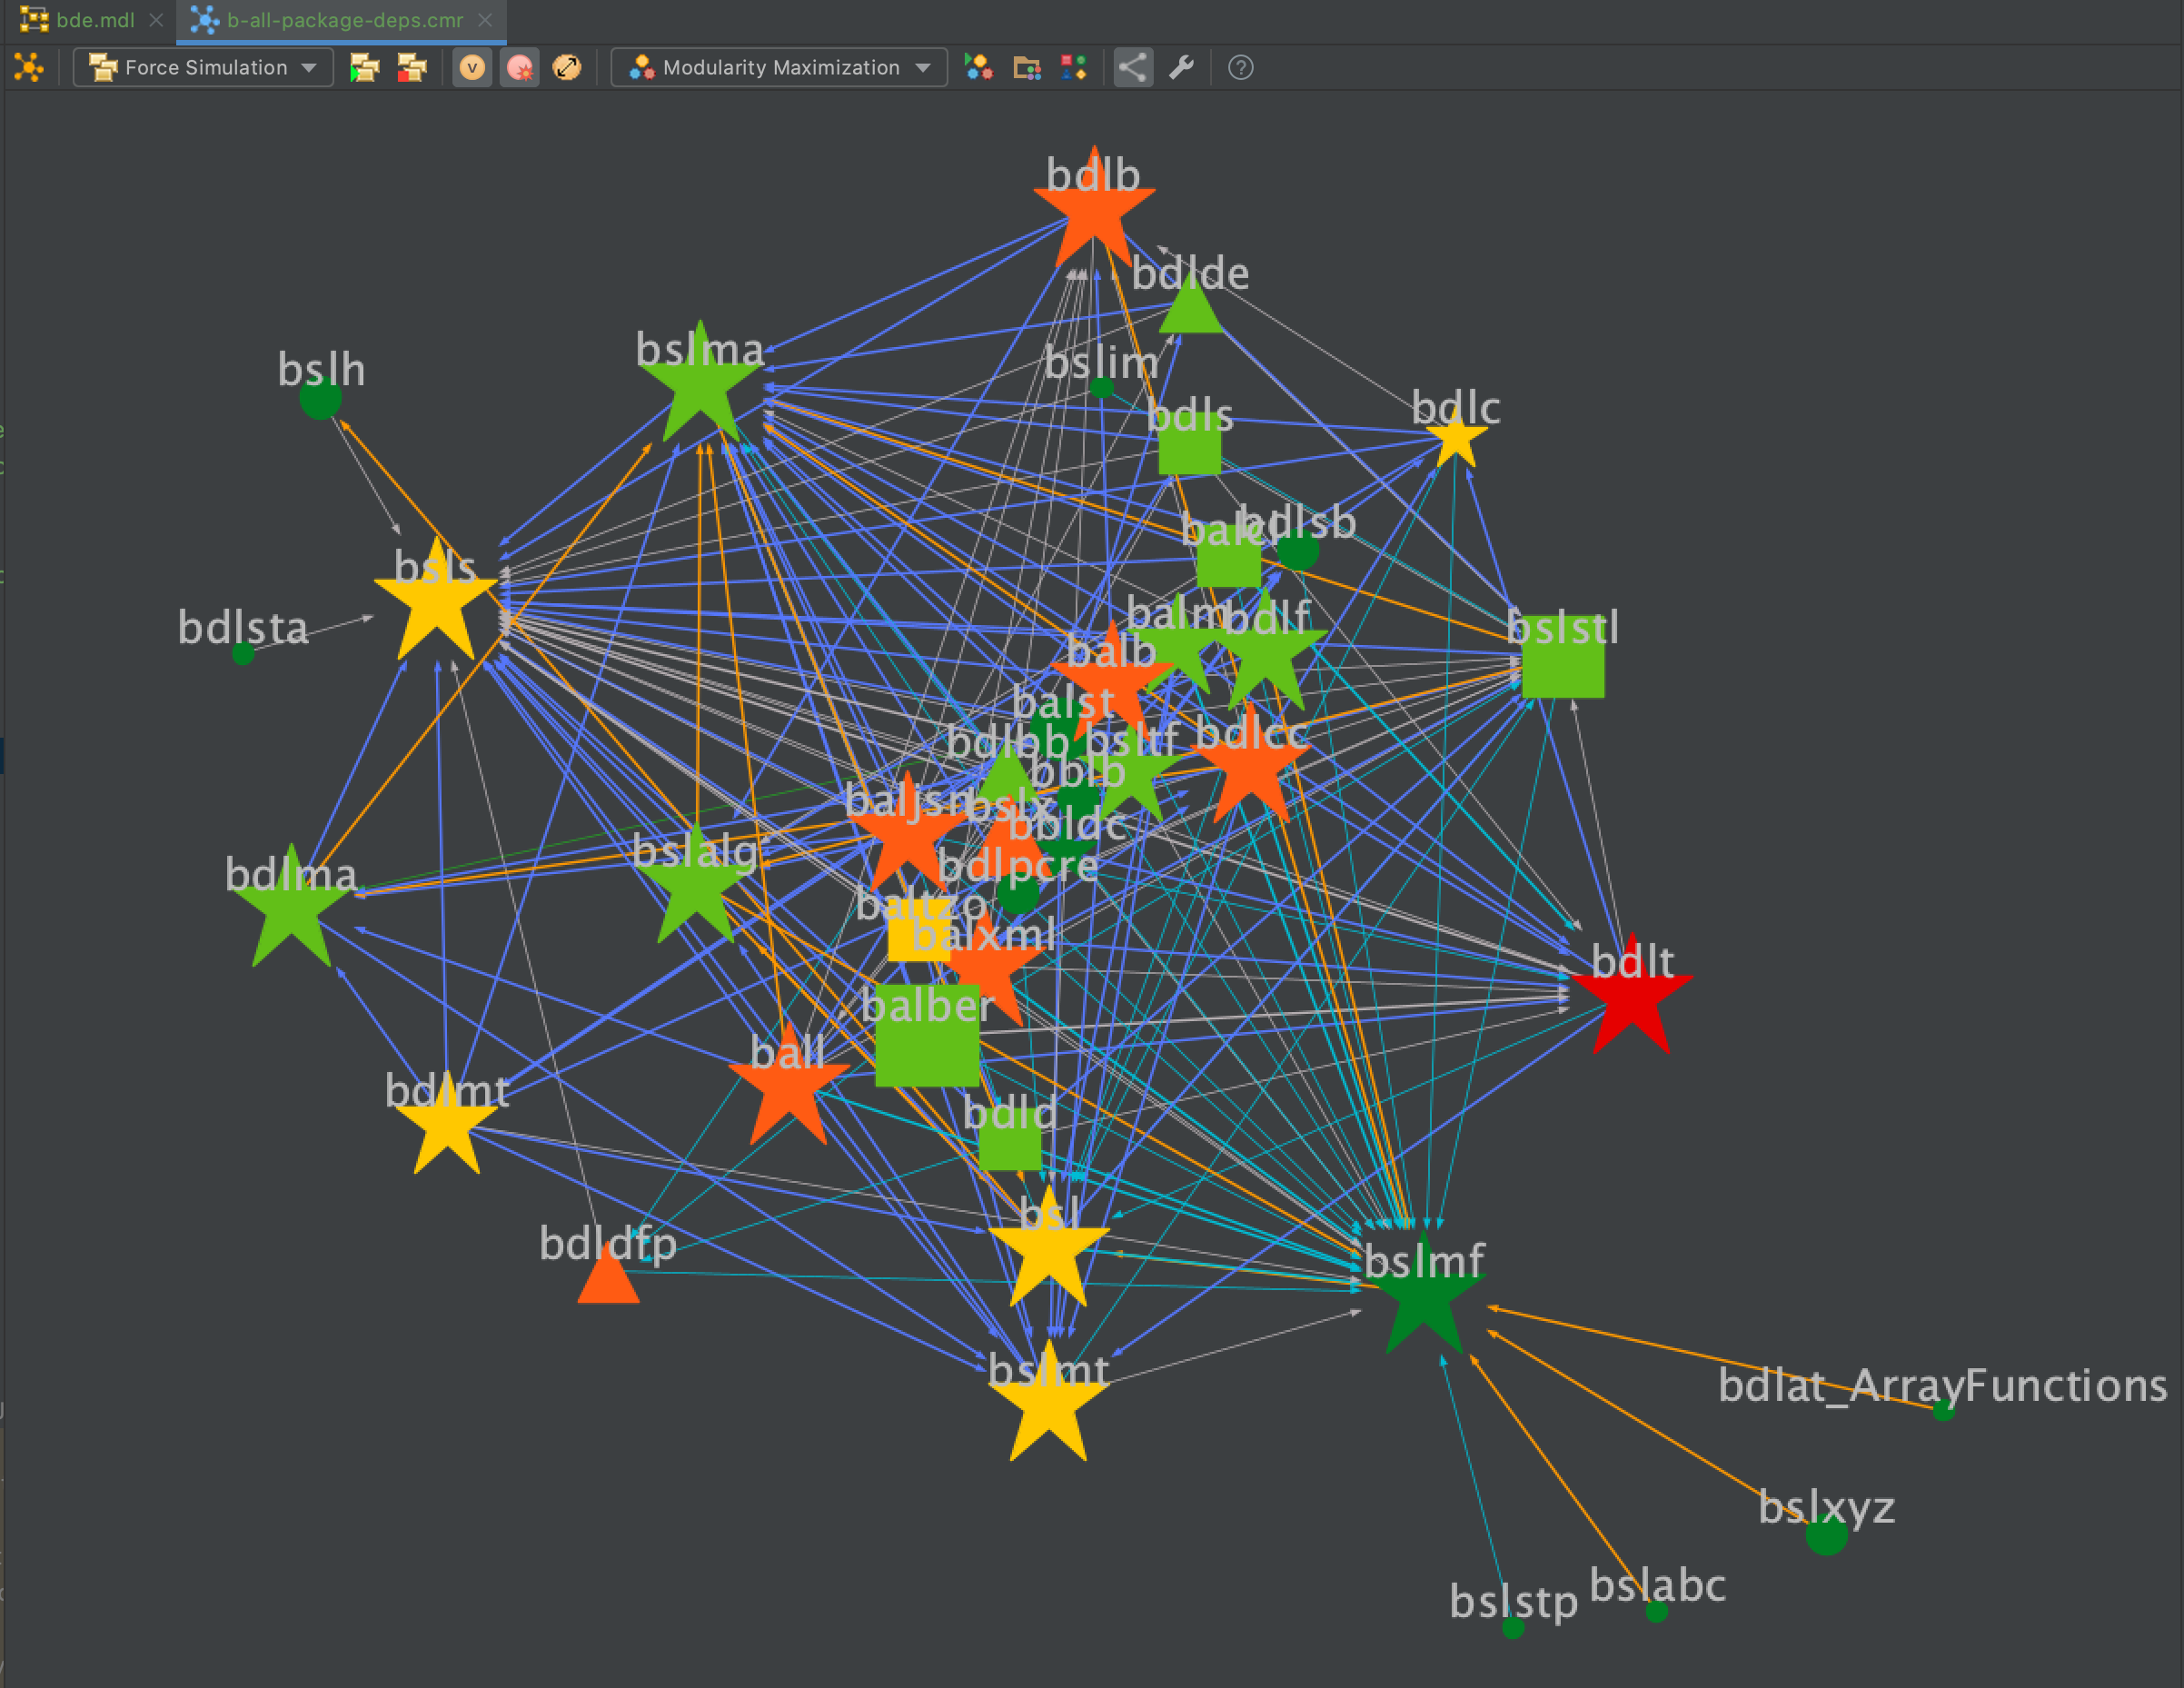 bde.mdl
b-all-package-deps.cmr
Force Simulation
V
Modularity Maximization
?
bdlb
bdlde
bslma
bslim
bslh
bdlc
bdls
bdlsb
bsls
balm
bdlf
bdlsta
bslstl
balb
balst
bdlbb
bsltf
bdlcc
bblb
baljsn
bslx
bbldc
bslalg
bdlpcre
bdlma
baltzo
balxml
bdlt
balber
ball
bdlmt
bdld
bsl
bdldfp
bslmf
bslmt
bdlat_ArrayFunctions
bslxyz
bslabc
bslstp